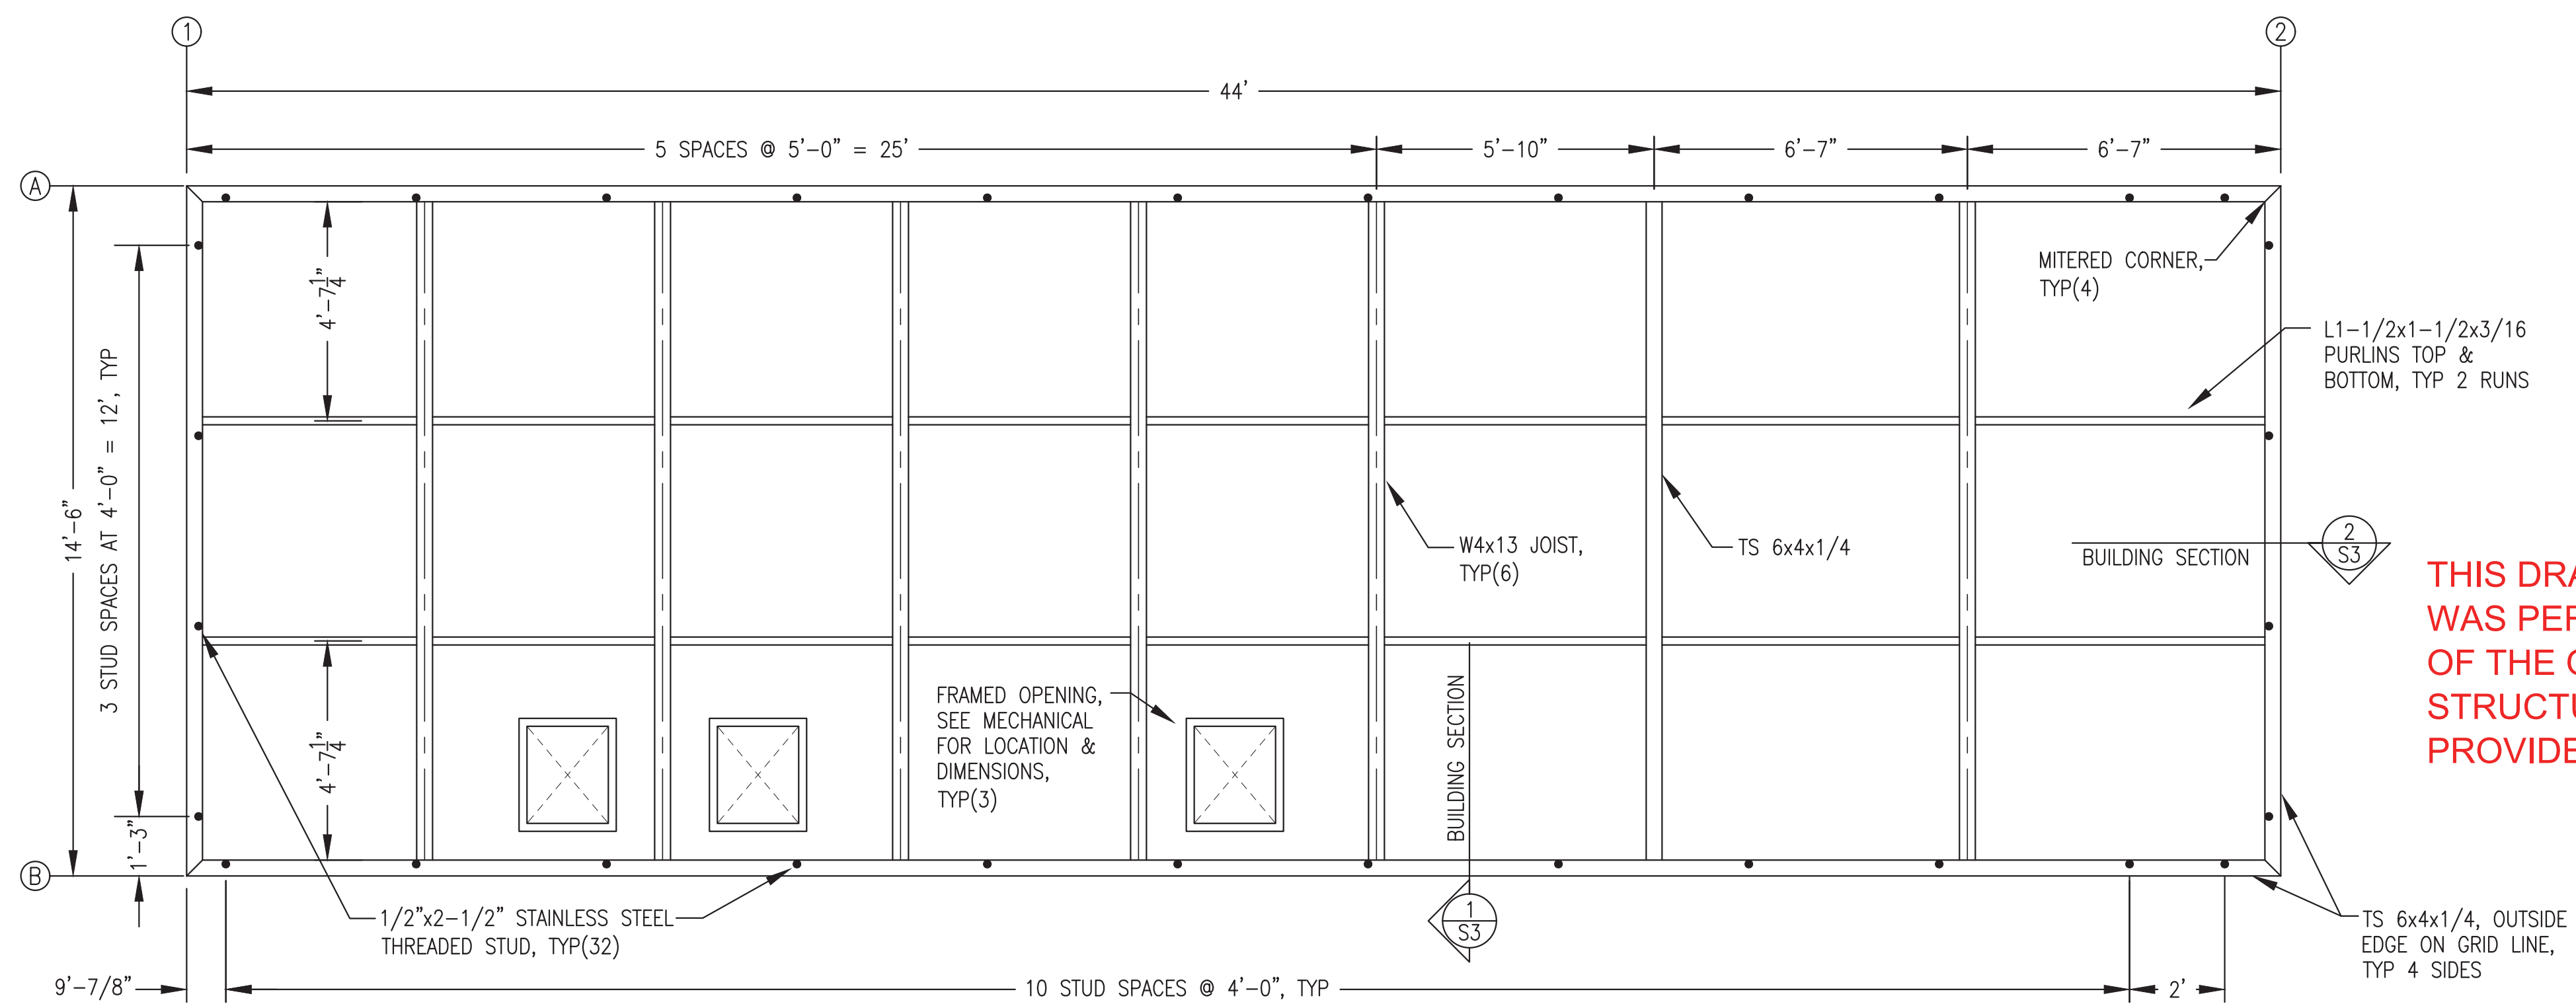 1
2
44'
5 SPACES @ 5'-0" = 25'
5'-10"
6'-7"
6'-7"
A
B
14'-6"
3 STUD SPACES AT 4'-0" = 12', TYP
1'-3"
4'-7 1/4"
4'-7 1/4"
MITERED CORNER,
TYP(4)
L1-1/2x1-1/2x3/16
PURLINS TOP &
BOTTOM, TYP 2 RUNS
W4x13 JOIST,
TYP(6)
TS 6x4x1/4
BUILDING SECTION
2
S3
FRAMED OPENING,
SEE MECHANICAL
FOR LOCATION &
DIMENSIONS,
TYP(3)
BUILDING SECTION
1
S3
1/2"x2-1/2" STAINLESS STEEL
THREADED STUD, TYP(32)
TS 6x4x1/4, OUTSIDE
EDGE ON GRID LINE,
TYP 4 SIDES
9'-7/8"
10 STUD SPACES @ 4'-0", TYP
2'
THIS DRA
WAS PER
OF THE
STRUCTU
PROVIDE